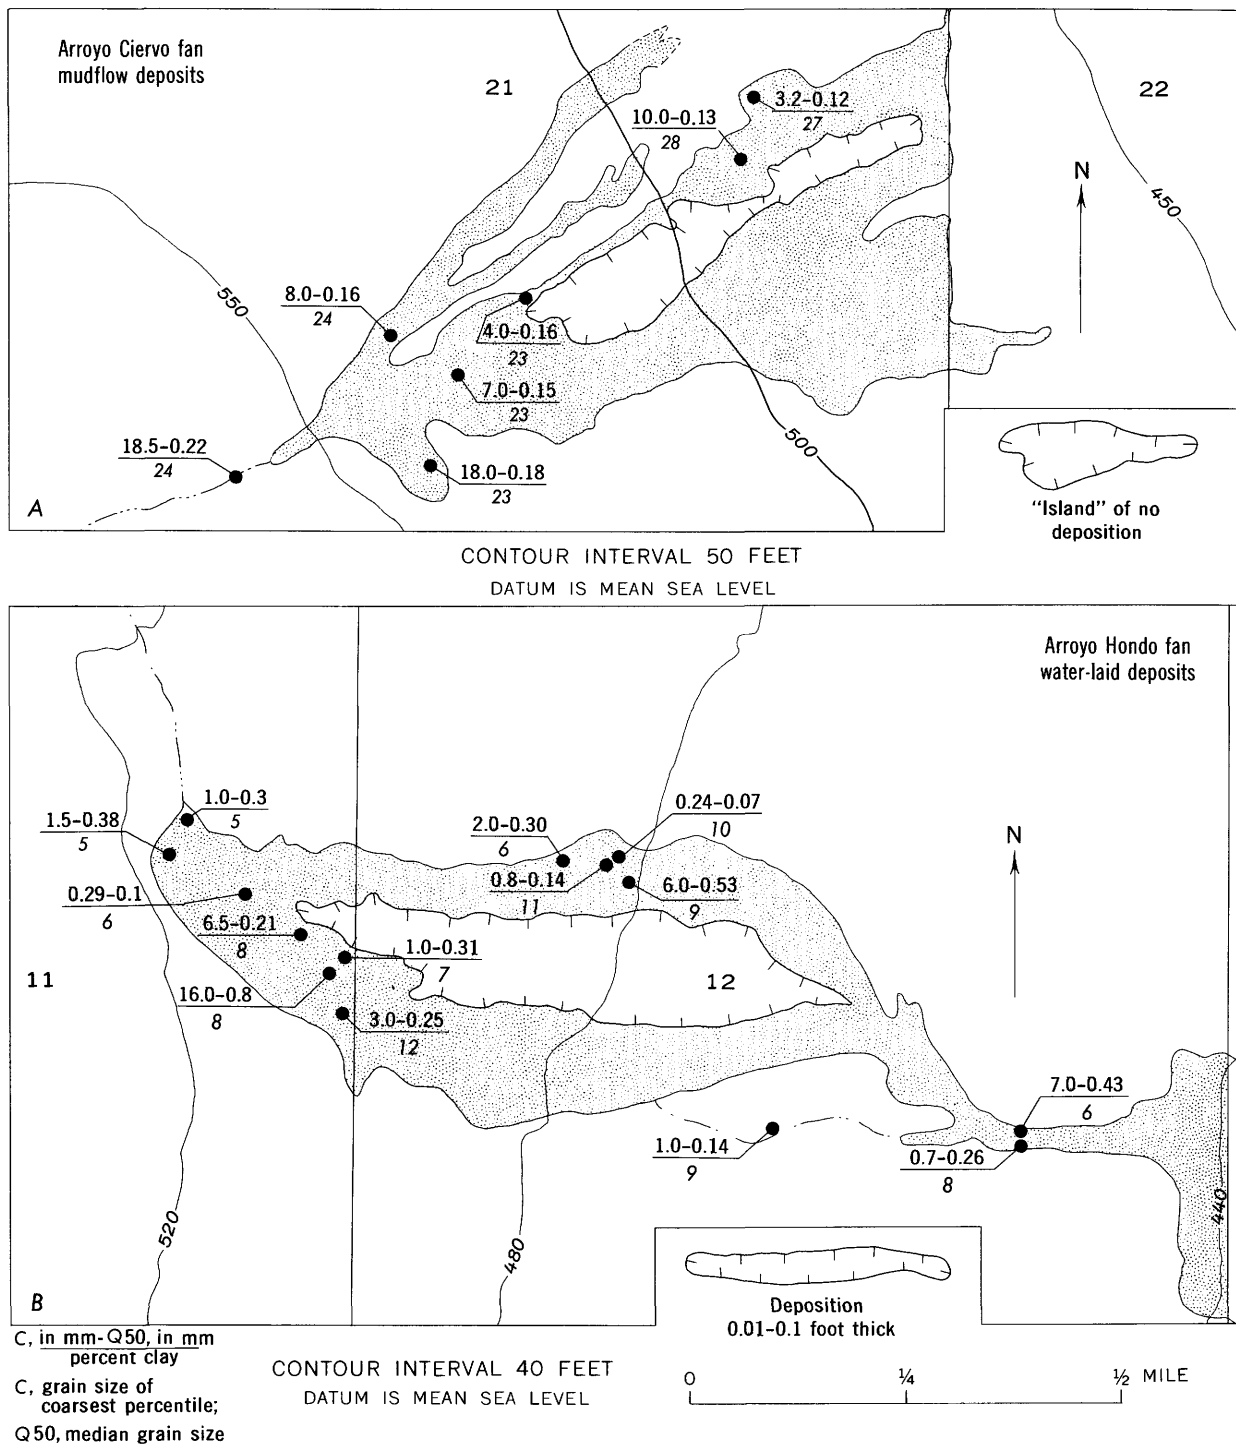 Arroyo Ciervo fan
mudflow deposits
21
22
3.2–0.12
27
10.0–0.13
28
N
450
550
8.0–0.16
24
4.0–0.16
23
7.0–0.15
23
500
18.5–0.22
24
18.0–0.18
23
A
"Island" of no
deposition
CONTOUR INTERVAL 50 FEET
DATUM IS MEAN SEA LEVEL
Arroyo Hondo fan
water-laid deposits
1.0–0.3
5
1.5–0.38
5
0.24–0.07
10
2.0–0.30
6
N
0.8–0.14
11
6.0–0.53
9
0.29–0.1
6
6.5–0.21
8
1.0–0.31
7
11
12
16.0–0.8
8
3.0–0.25
12
7.0–0.43
6
1.0–0.14
9
0.7–0.26
8
520
480
440
B
Deposition
0.01–0.1 foot thick
C, in mm-Q50, in mm
percent clay
C, grain size of
coarsest percentile;
Q50, median grain size
CONTOUR INTERVAL 40 FEET
DATUM IS MEAN SEA LEVEL
0 ¼ ½ MILE